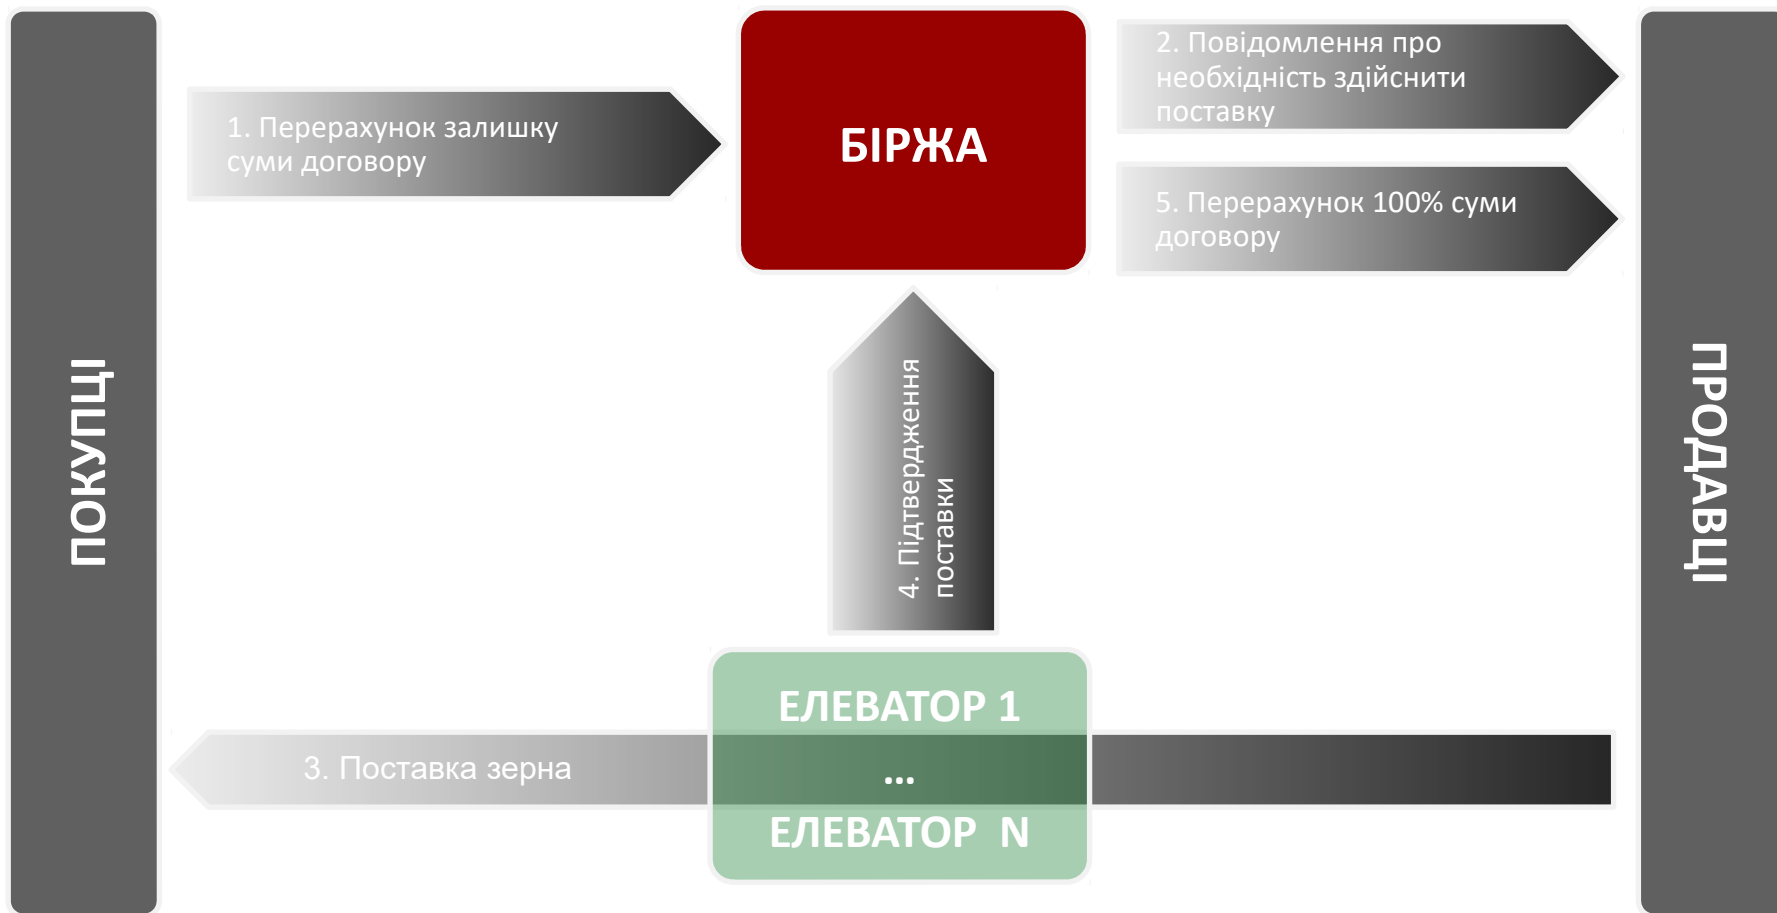 ПОКУПЦІ
1. Перерахунок залишку
суми договору
БІРЖА
2. Повідомлення про
необхідність здійснити
поставку
5. Перерахунок 100% суми
договору
ПРОДАВЦІ
4. Підтвердження
поставки
3. Поставка зерна
ЕЛЕВАТОР 1
...
ЕЛЕВАТОР N